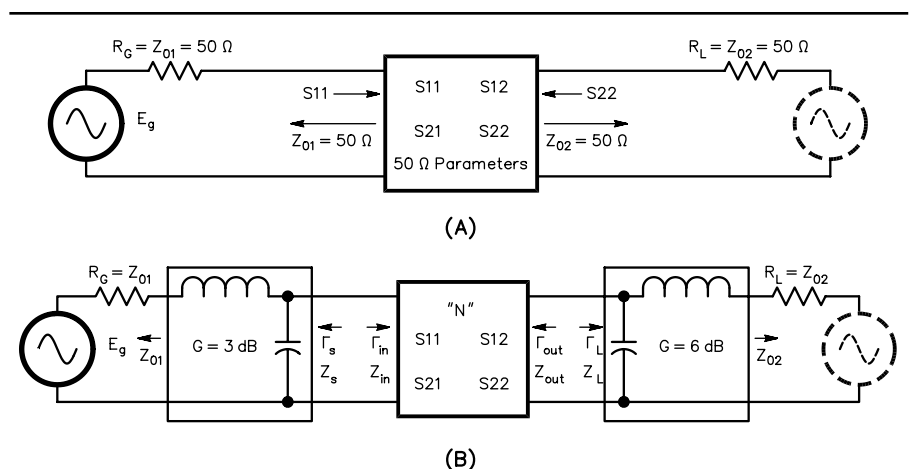 R_G = Z_01 = 50 Ω
R_L = Z_02 = 50 Ω
E_g
S11
S11 S12
S22
S21 S22
Z_01 = 50 Ω
Z_02 = 50 Ω
50 Ω Parameters
(A)
R_G = Z_01
R_L = Z_02
"N"
E_g
Z_01
G = 3 dB
Γ_s
Z_s
Γ_in
Z_in
S11 S12
S21 S22
Γ_out
Z_out
Γ_L
Z_L
G = 6 dB
Z_02
(B)